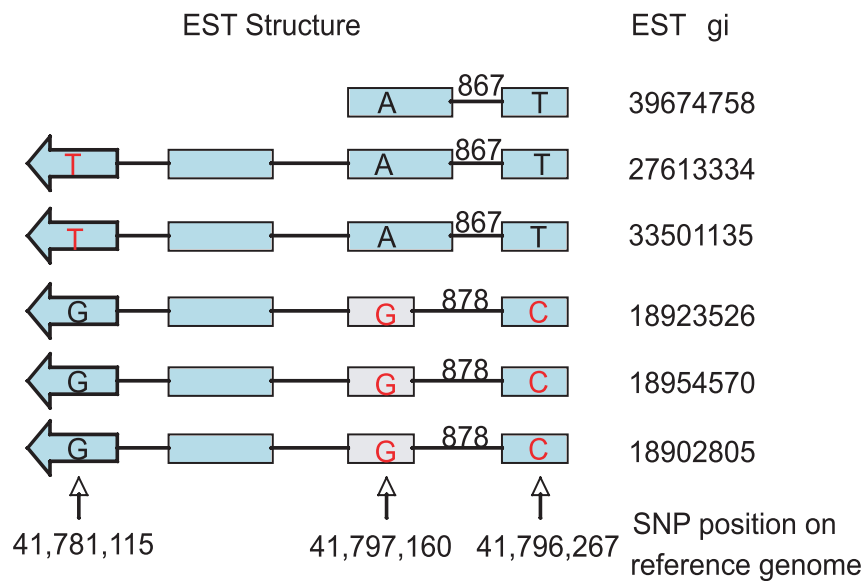 EST Structure EST gi
867
A T 39674758
867
T A T 27613334
867
T A T 33501135
878
G G C 18923526
878
G G C 18954570
878
G G C 18902805
41,781,115 41,797,160 41,796,267 SNP position on
reference genome